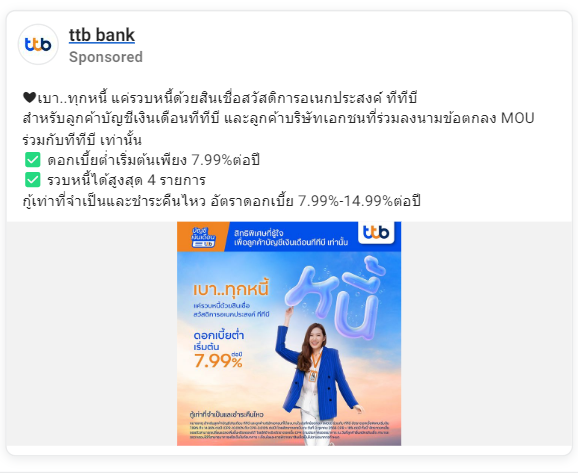 ttb bank
Sponsored
🖤เบา..ทุกหนี้ แค่รวบหนี้ด้วยสินเชื่อสวัสดิการอเนกประสงค์ ทีทีบี
สำหรับลูกค้าบัญชีเงินเดือนทีทีบี และลูกค้าบริษัทเอกชนที่ร่วมลงนามข้อตกลง MOU
ร่วมกับทีทีบี เท่านั้น
✅ ดอกเบี้ยต่ำเริ่มต้นเพียง 7.99%ต่อปี
✅ รวบหนี้ได้สูงสุด 4 รายการ
กู้เท่าที่จำเป็นและชำระคืนไหว อัตราดอกเบี้ย 7.99%-14.99%ต่อปี
บัญชี
เงินเดือน
ttb
สิทธิพิเศษที่รู้ใจ
เพื่อลูกค้าบัญชีเงินเดือนทีทีบี เท่านั้น
ttb
เบา..ทุกหนี้
หนี้
แค่รวบหนี้ด้วยสินเชื่อ
สวัสดิการอเนกประสงค์ ทีทีบี
ดอกเบี้ยต่ำ
เริ่มต้น
7.99% ต่อปี
กู้เท่าที่จำเป็นและชำระคืนไหว